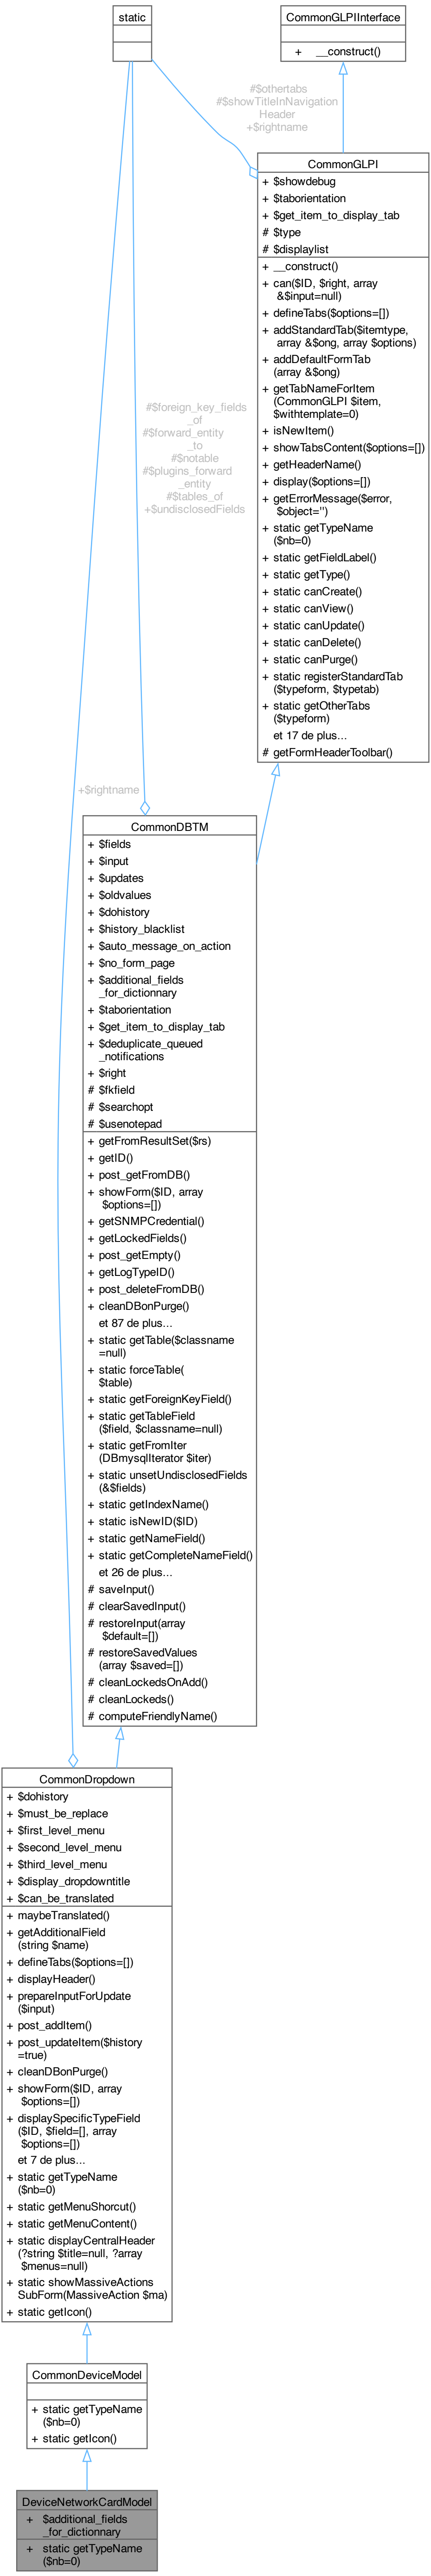 static
CommonGLPIInterface
+ __construct()
#$othertabs
#$showTitleInNavigation
Header
+$rightname
CommonGLPI
+ $showdebug
+ $taborientation
+ $get_item_to_display_tab
# $type
# $displaylist
+ __construct()
+ can($ID, $right, array
&$input=null)
+ defineTabs($options=[])
+ addStandardTab($itemtype,
array &$ong, array $options)
+ addDefaultFormTab
(array &$ong)
+ getTabNameForItem
(CommonGLPI $item,
$withtemplate=0)
+ isNewItem()
+ showTabsContent($options=[])
+ getHeaderName()
+ display($options=[])
+ getErrorMessage($error,
$object='')
+ static getTypeName
($nb=0)
+ static getFieldLabel()
+ static getType()
+ static canCreate()
+ static canView()
+ static canUpdate()
+ static canDelete()
+ static canPurge()
+ static registerStandardTab
($typeform, $typetab)
+ static getOtherTabs
($typeform)
et 17 de plus...
# getFormHeaderToolbar()
#$foreign_key_fields
_of
#$forward_entity
_to
#$notable
#$plugins_forward
_entity
#$tables_of
+$undisclosedFields
+$rightname
CommonDBTM
+ $fields
+ $input
+ $updates
+ $oldvalues
+ $dohistory
+ $history_blacklist
+ $auto_message_on_action
+ $no_form_page
+ $additional_fields
_for_dictionnary
+ $taborientation
+ $get_item_to_display_tab
+ $deduplicate_queued
_notifications
+ $right
# $fkfield
# $searchopt
# $usenotepad
+ getFromResultSet($rs)
+ getID()
+ post_getFromDB()
+ showForm($ID, array
$options=[])
+ getSNMPCredential()
+ getLockedFields()
+ post_getEmpty()
+ getLogTypeID()
+ post_deleteFromDB()
+ cleanDBonPurge()
et 87 de plus...
+ static getTable($classname
=null)
+ static forceTable(
$table)
+ static getForeignKeyField()
+ static getTableField
($field, $classname=null)
+ static getFromIter
(DBmysqlIterator $iter)
+ static unsetUndisclosedFields
(&$fields)
+ static getIndexName()
+ static isNewID($ID)
+ static getNameField()
+ static getCompleteNameField()
et 26 de plus...
# saveInput()
# clearSavedInput()
# restoreInput(array
$default=[])
# restoreSavedValues
(array $saved=[])
# cleanLockedsOnAdd()
# cleanLockeds()
# computeFriendlyName()
CommonDropdown
+ $dohistory
+ $must_be_replace
+ $first_level_menu
+ $second_level_menu
+ $third_level_menu
+ $display_dropdowntitle
+ $can_be_translated
+ maybeTranslated()
+ getAdditionalField
(string $name)
+ defineTabs($options=[])
+ displayHeader()
+ prepareInputForUpdate
($input)
+ post_addItem()
+ post_updateItem($history
=true)
+ cleanDBonPurge()
+ showForm($ID, array
$options=[])
+ displaySpecificTypeField
($ID, $field=[], array
$options=[])
et 7 de plus...
+ static getTypeName
($nb=0)
+ static getMenuShorcut()
+ static getMenuContent()
+ static displayCentralHeader
(?string $title=null, ?array
$menus=null)
+ static showMassiveActions
SubForm(MassiveAction $ma)
+ static getIcon()
CommonDeviceModel
+ static getTypeName
($nb=0)
+ static getIcon()
DeviceNetworkCardModel
+ $additional_fields
_for_dictionnary
+ static getTypeName
($nb=0)